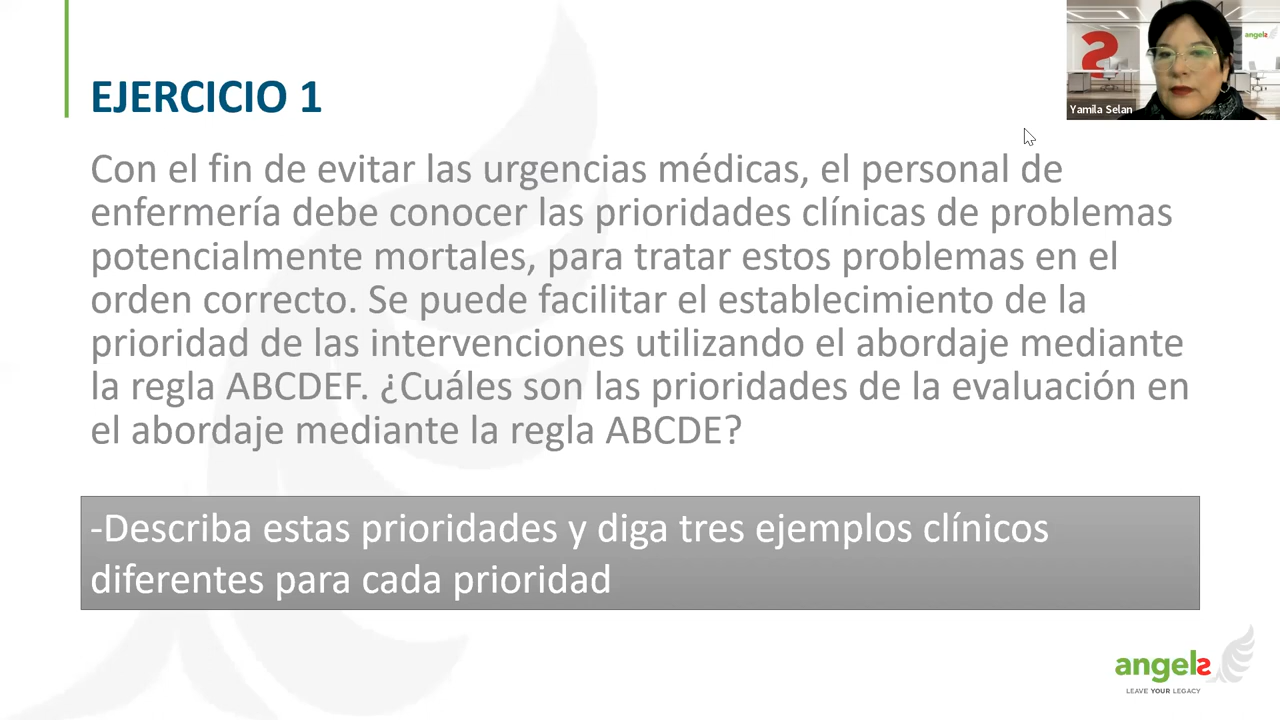 EJERCICIO 1
Con el fin de evitar las urgencias médicas, el personal de
enfermería debe conocer las prioridades clínicas de problemas
potencialmente mortales, para tratar estos problemas en el
orden correcto. Se puede facilitar el establecimiento de la
prioridad de las intervenciones utilizando el abordaje mediante
la regla ABCDEF. ¿Cuáles son las prioridades de la evaluación en
el abordaje mediante la regla ABCDE?
-Describa estas prioridades y diga tres ejemplos clínicos
diferentes para cada prioridad
angels
Yamila Selan
angels
LEAVE YOUR LEGACY